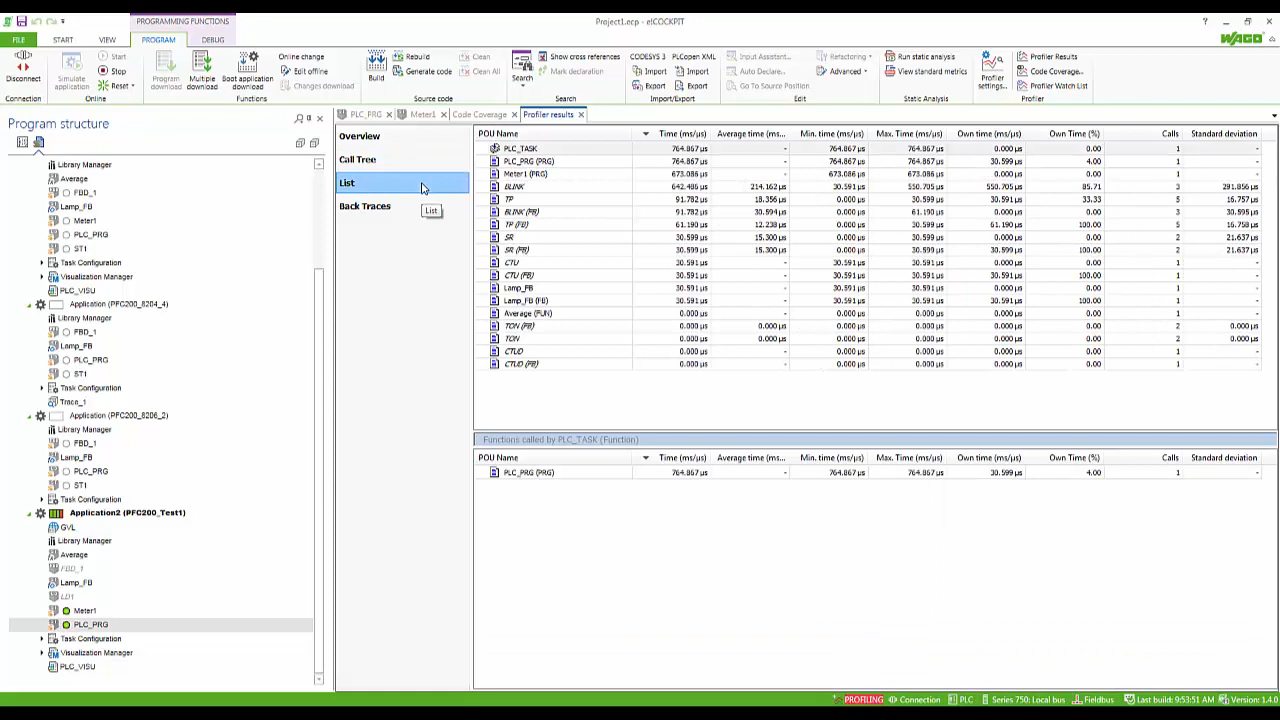 PROGRAMMING FUNCTIONS
Project1.ecp - e!COCKPIT
FILE START VIEW PROGRAM DEBUG
WAGO
Disconnect
Connection
Simulate application
Start
Stop
Reset
Online
Program download
Multiple download
Boot application download
Online change
Edit offline
Changes download
Functions
Build
Rebuild
Generate code
Clean
Clean All
Source code
Search
Show cross references
Mark declaration
Search
CODESYS 3 PLCopen XML
Import Import
Export Export
Import/Export
Input Assistant...
Auto Declare...
Go To Source Position
Refactoring
Advanced
Edit
Run static analysis
View standard metrics
Static Analysis
Profiler settings...
Profiler Results
Code Coverage...
Profiler Watch List
Profiler
Program structure
Library Manager
Average
FBD_1
Lamp_FB
Meter1
PLC_PRG
ST1
Task Configuration
Visualization Manager
PLC_VISU
Application (PFC200_8204_4)
Library Manager
FBD_1
Lamp_FB
PLC_PRG
ST1
Task Configuration
Trace_1
Application (PFC200_8206_2)
Library Manager
FBD_1
Lamp_FB
PLC_PRG
ST1
Task Configuration
Application2 (PFC200_Test1)
GVL
Library Manager
Average
FBD_1
Lamp_FB
LD1
Meter1
PLC_PRG
Task Configuration
Visualization Manager
PLC_VISU
PLC_PRG Meter1 Code Coverage Profiler results
Overview
Call Tree
List
Back Traces
List
POU Name Time (ms/µs) Average time (ms... Min. time (ms/µs) Max. Time (ms/µs) Own time (ms/µs) Own Time (%) Calls Standard deviation
PLC_TASK 764.867 µs - 764.867 µs 764.867 µs 0.000 µs 0.00 1 -
PLC_PRG (PRG) 764.867 µs - 764.867 µs 764.867 µs 30.599 µs 4.00 1 -
Meter1 (PRG) 673.086 µs - 673.086 µs 673.086 µs 0.000 µs 0.00 1 -
BLINK 642.486 µs 214.162 µs 30.591 µs 550.705 µs 550.705 µs 85.71 3 291.856 µs
TP 91.782 µs 18.356 µs 0.000 µs 30.599 µs 30.591 µs 33.33 5 16.757 µs
BLINK (FB) 91.782 µs 30.594 µs 0.000 µs 61.190 µs 0.000 µs 0.00 3 30.595 µs
TP (FB) 61.190 µs 12.238 µs 0.000 µs 30.599 µs 61.190 µs 100.00 5 16.758 µs
SR 30.599 µs 15.300 µs 0.000 µs 30.599 µs 0.000 µs 0.00 2 21.637 µs
SR (FB) 30.599 µs 15.300 µs 0.000 µs 30.599 µs 30.599 µs 100.00 2 21.637 µs
CTU 30.591 µs - 30.591 µs 30.591 µs 0.000 µs 0.00 1 -
CTU (FB) 30.591 µs - 30.591 µs 30.591 µs 30.591 µs 100.00 1 -
Lamp_FB 30.591 µs - 30.591 µs 30.591 µs 0.000 µs 0.00 1 -
Lamp_FB (FB) 30.591 µs - 30.591 µs 30.591 µs 30.591 µs 100.00 1 -
Average (FUN) 0.000 µs - 0.000 µs 0.000 µs 0.000 µs 0.00 1 -
TON (FB) 0.000 µs 0.000 µs 0.000 µs 0.000 µs 0.000 µs 0.00 2 0.000 µs
TON 0.000 µs 0.000 µs 0.000 µs 0.000 µs 0.000 µs 0.00 2 0.000 µs
CTUD 0.000 µs - 0.000 µs 0.000 µs 0.000 µs 0.00 1 -
CTUD (FB) 0.000 µs - 0.000 µs 0.000 µs 0.000 µs 0.00 1 -
Functions called by PLC_TASK (Function)
POU Name Time (ms/µs) Average time (ms... Min. time (ms/µs) Max. Time (ms/µs) Own time (ms/µs) Own Time (%) Calls Standard deviation
PLC_PRG (PRG) 764.867 µs - 764.867 µs 764.867 µs 30.599 µs 4.00 1 -
PROFILING Connection PLC Series 750: Local bus Fieldbus Last build: 9:53:51 AM Version: 1.4.0